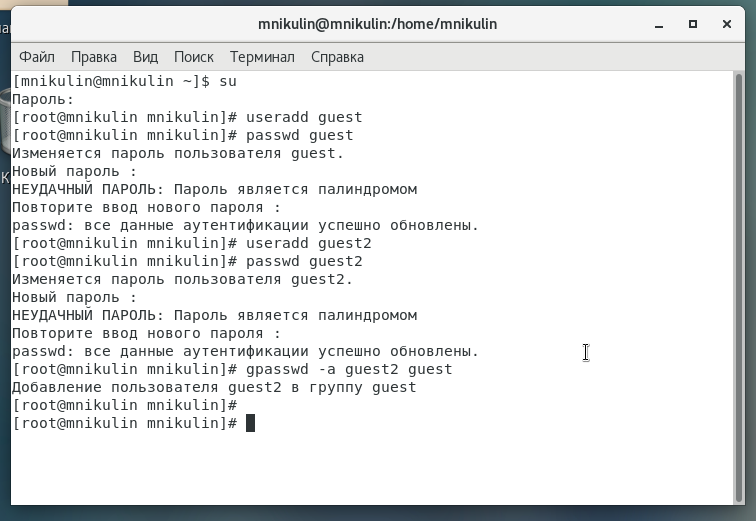 mnikulin@mnikulin:/home/mnikulin
Файл Правка Вид Поиск Терминал Справка
[mnikulin@mnikulin ~]$ su
Пароль:
[root@mnikulin mnikulin]# useradd guest
[root@mnikulin mnikulin]# passwd guest
Изменяется пароль пользователя guest.
Новый пароль :
НЕУДАЧНЫЙ ПАРОЛЬ: Пароль является палиндромом
Повторите ввод нового пароля :
passwd: все данные аутентификации успешно обновлены.
[root@mnikulin mnikulin]# useradd guest2
[root@mnikulin mnikulin]# passwd guest2
Изменяется пароль пользователя guest2.
Новый пароль :
НЕУДАЧНЫЙ ПАРОЛЬ: Пароль является палиндромом
Повторите ввод нового пароля :
passwd: все данные аутентификации успешно обновлены.
[root@mnikulin mnikulin]# gpasswd -a guest2 guest
Добавление пользователя guest2 в группу guest
[root@mnikulin mnikulin]#
[root@mnikulin mnikulin]#